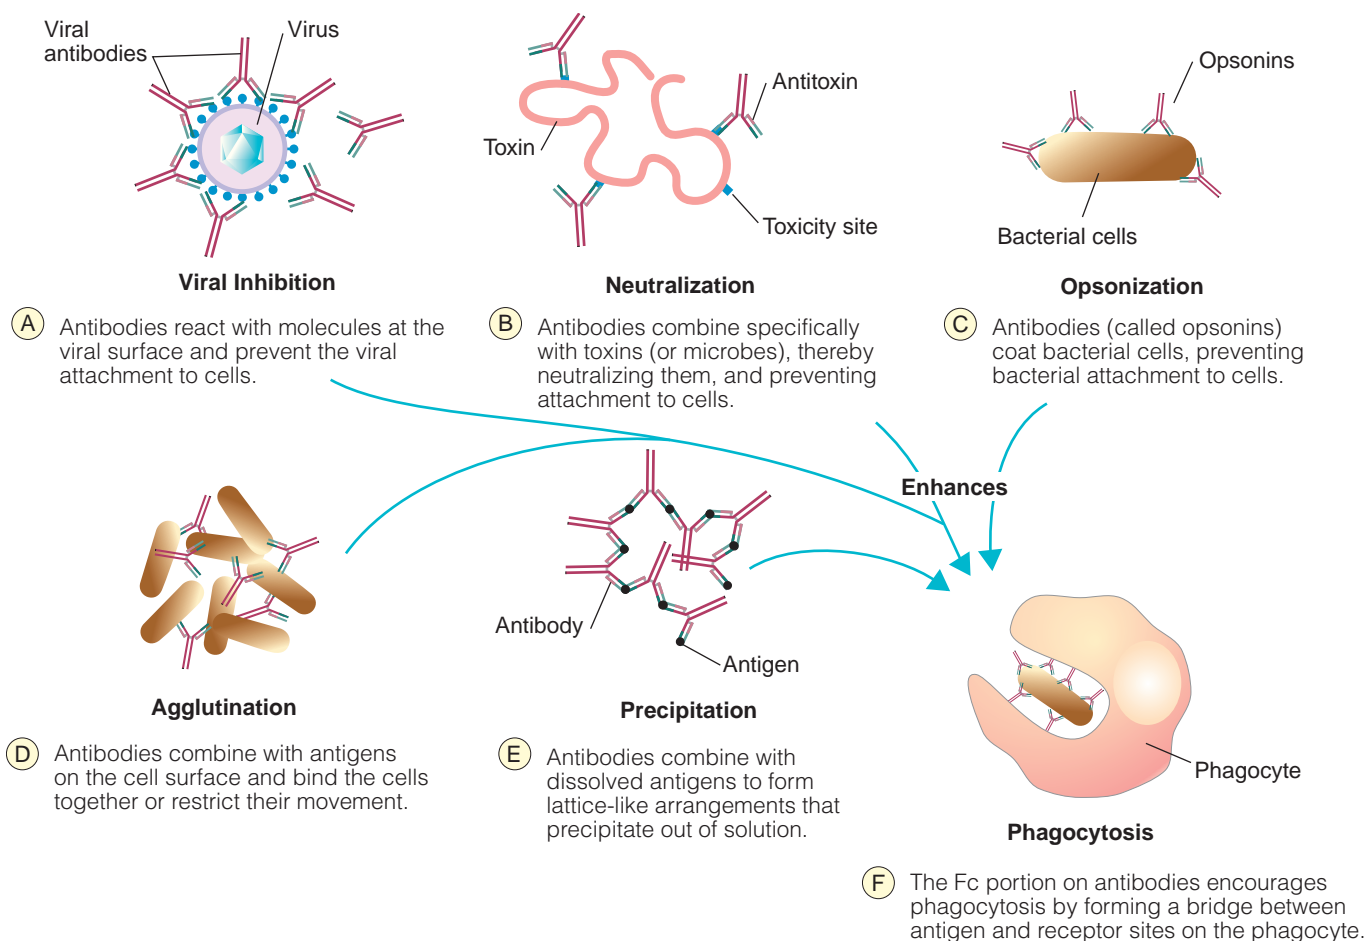 Viral
antibodies
Virus
Viral Inhibition
A
Antibodies react with molecules at the
viral surface and prevent the viral
attachment to cells.
Toxin
Antitoxin
Toxicity site
Neutralization
B
Antibodies combine specifically
with toxins (or microbes), thereby
neutralizing them, and preventing
attachment to cells.
Opsonins
Bacterial cells
Opsonization
C
Antibodies (called opsonins)
coat bacterial cells, preventing
bacterial attachment to cells.
Enhances
Agglutination
D
Antibodies combine with antigens
on the cell surface and bind the cells
together or restrict their movement.
Antibody
Antigen
Precipitation
E
Antibodies combine with
dissolved antigens to form
lattice-like arrangements that
precipitate out of solution.
Phagocyte
Phagocytosis
F
The Fc portion on antibodies encourages
phagocytosis by forming a bridge between
antigen and receptor sites on the phagocyte.